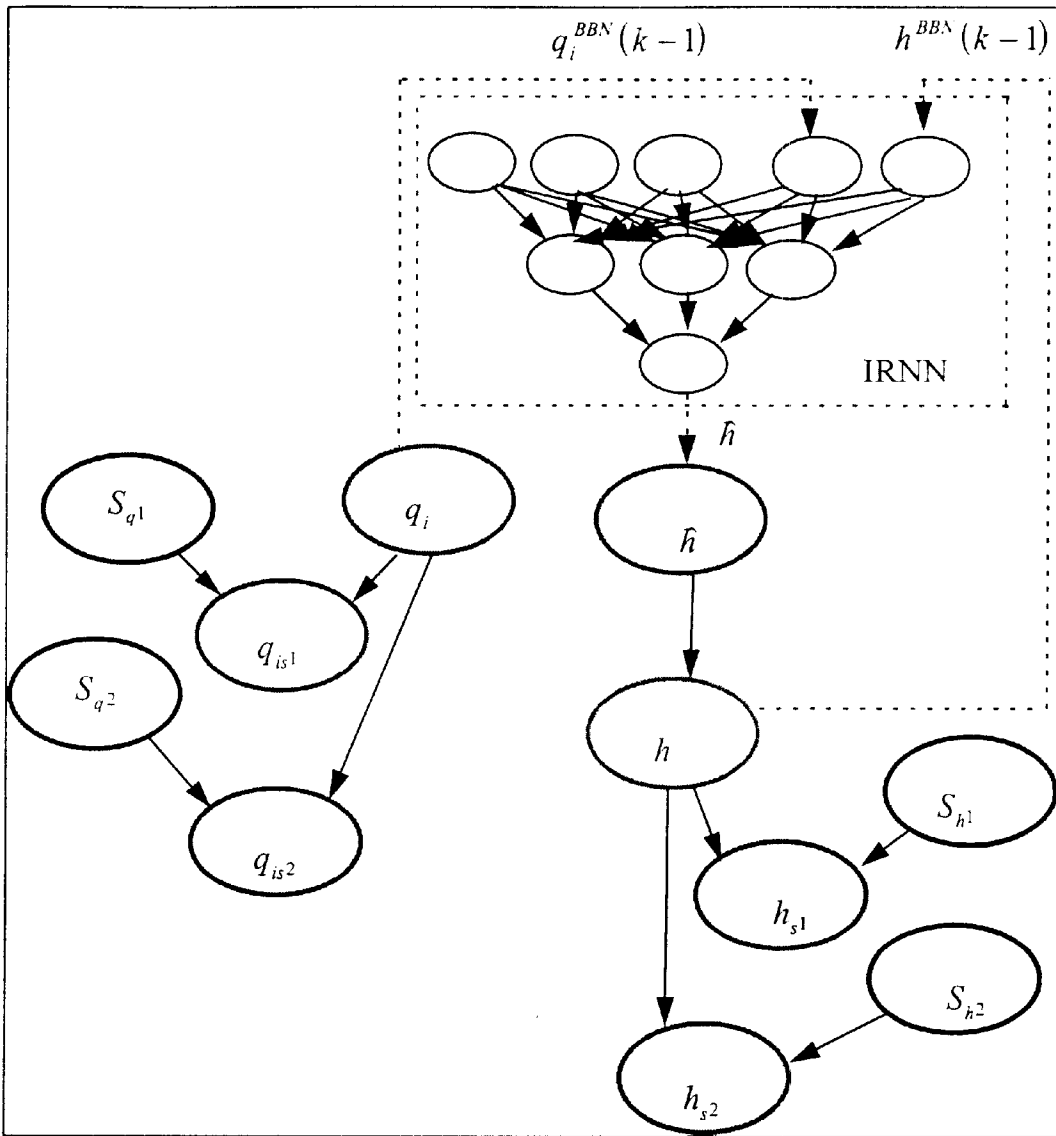 q_i^{BBN}(k-1) h^{BBN}(k-1)
IRNN
ĥ
S_{q1} q_i
ĥ
q_{is1}
S_{q2}
h
S_{h1}
q_{is2}
h_{s1}
S_{h2}
h_{s2}